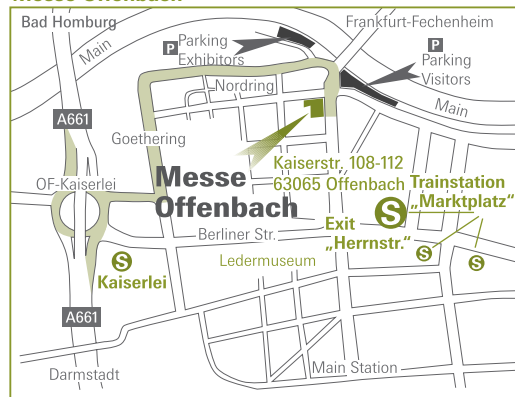 Messe Offenbach
Bad Homburg
Main
P Parking
Exhibitors
Frankfurt-Fechenheim
P
Parking
Visitors
Main
Nordring
A661
Goethering
Messe
Offenbach
Kaiserstr. 108-112
63065 Offenbach
OF-Kaiserlei
Trainstation
„Marktplatz“
S
Exit
„Herrnstr.“
Berliner Str.
S
S
Ledermuseum
S
Kaiserlei
A661
Main Station
Darmstadt